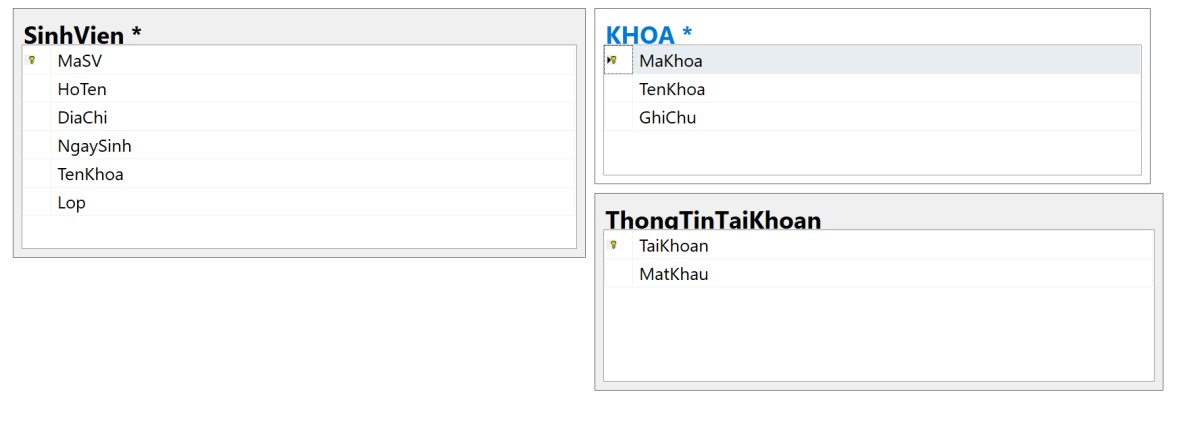 SinhVien *
MaSV
HoTen
DiaChi
NgaySinh
TenKhoa
Lop
KHOA *
MaKhoa
TenKhoa
GhiChu
ThongTinTaiKhoan
TaiKhoan
MatKhau